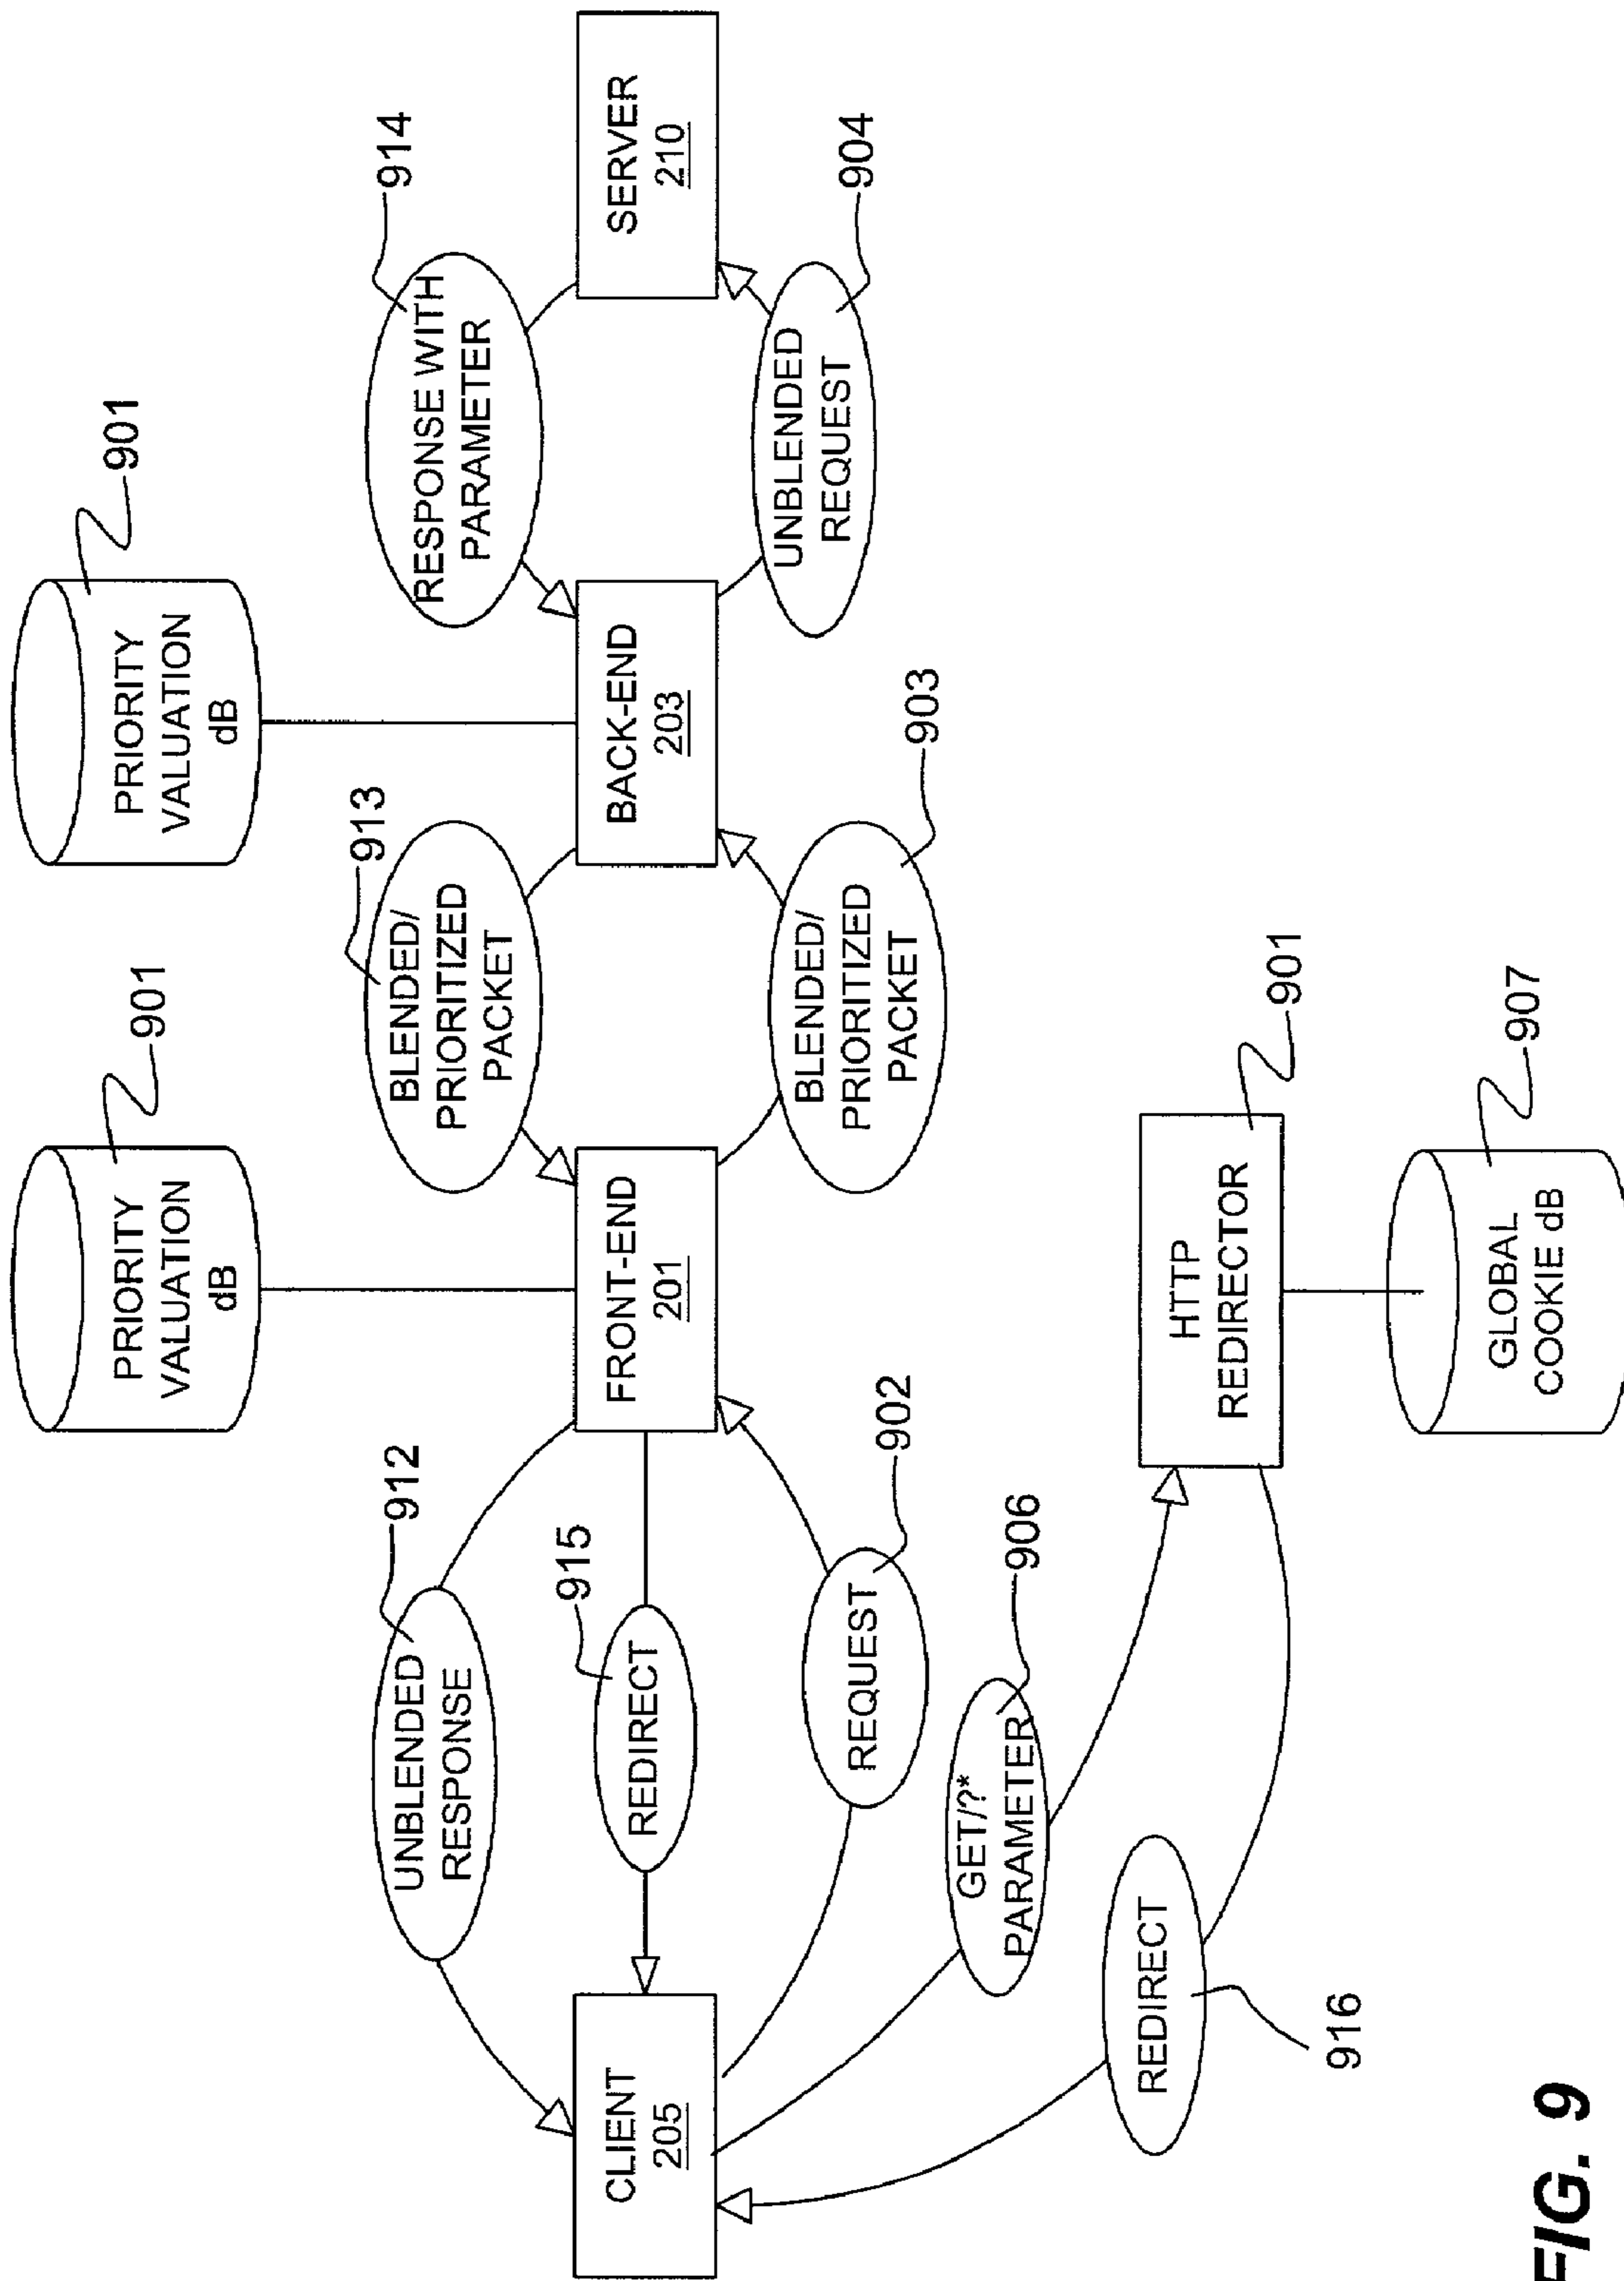 PRIORITY
VALUATION
dB
901
PRIORITY
VALUATION
dB
901
UNBLENDED
RESPONSE
912
BLENDED/
PRIORITIZED
PACKET
913
RESPONSE WITH
PARAMETER
914
CLIENT
205
REDIRECT
915
FRONT-END
201
BACK-END
203
SERVER
210
REQUEST
902
BLENDED/
PRIORITIZED
PACKET
903
UNBLENDED
REQUEST
904
GET/?*
PARAMETER
906
REDIRECT
916
HTTP
REDIRECTOR
901
GLOBAL
COOKIE dB
907
FIG. 9